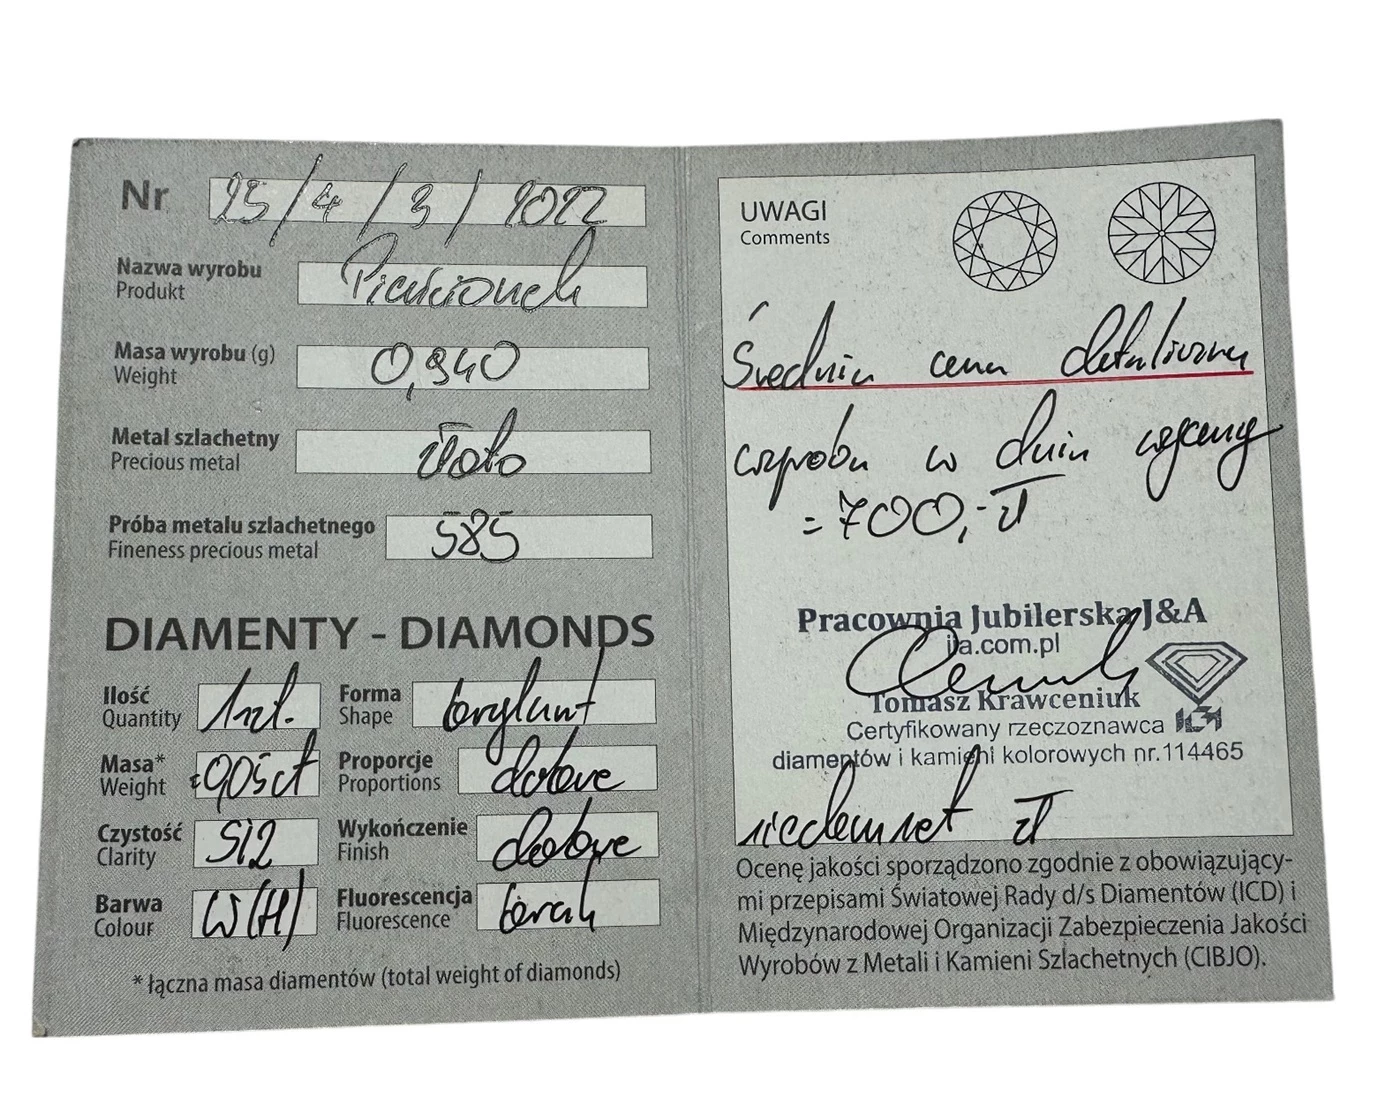 Nr 25/4/3/2022
Nazwa wyrobu
Produkt
Pierścionek
Masa wyrobu (g)
Weight
0,940
Metal szlachetny
Precious metal
złoto
Próba metalu szlachetnego
Fineness precious metal
585
DIAMENTY - DIAMONDS
Ilość
Quantity
1szt.
Forma
Shape
brylant
Masa*
Weight
0,05ct
Proporcje
Proportions
dobre
Czystość
Clarity
SI2
Wykończenie
Finish
dobre
Barwa
Colour
W(H)
Fluorescencja
Fluorescence
brak
* łączna masa diamentów (total weight of diamonds)
UWAGI
Comments
Średnia cena detaliczna
wyrobu w dniu wyceny
= 700,- zł
Pracownia Jubilerska J&A
Tomasz Krawceniuk
Certyfikowany rzeczoznawca
diamentów i kamieni kolorowych nr.114465
siedemset zł
Ocenę jakości sporządzono zgodnie z obowiązujący-
mi przepisami Światowej Rady d/s Diamentów (ICD) i
Międzynarodowej Organizacji Zabezpieczenia Jakości
Wyrobów z Metali i Kamieni Szlachetnych (CIBJO).